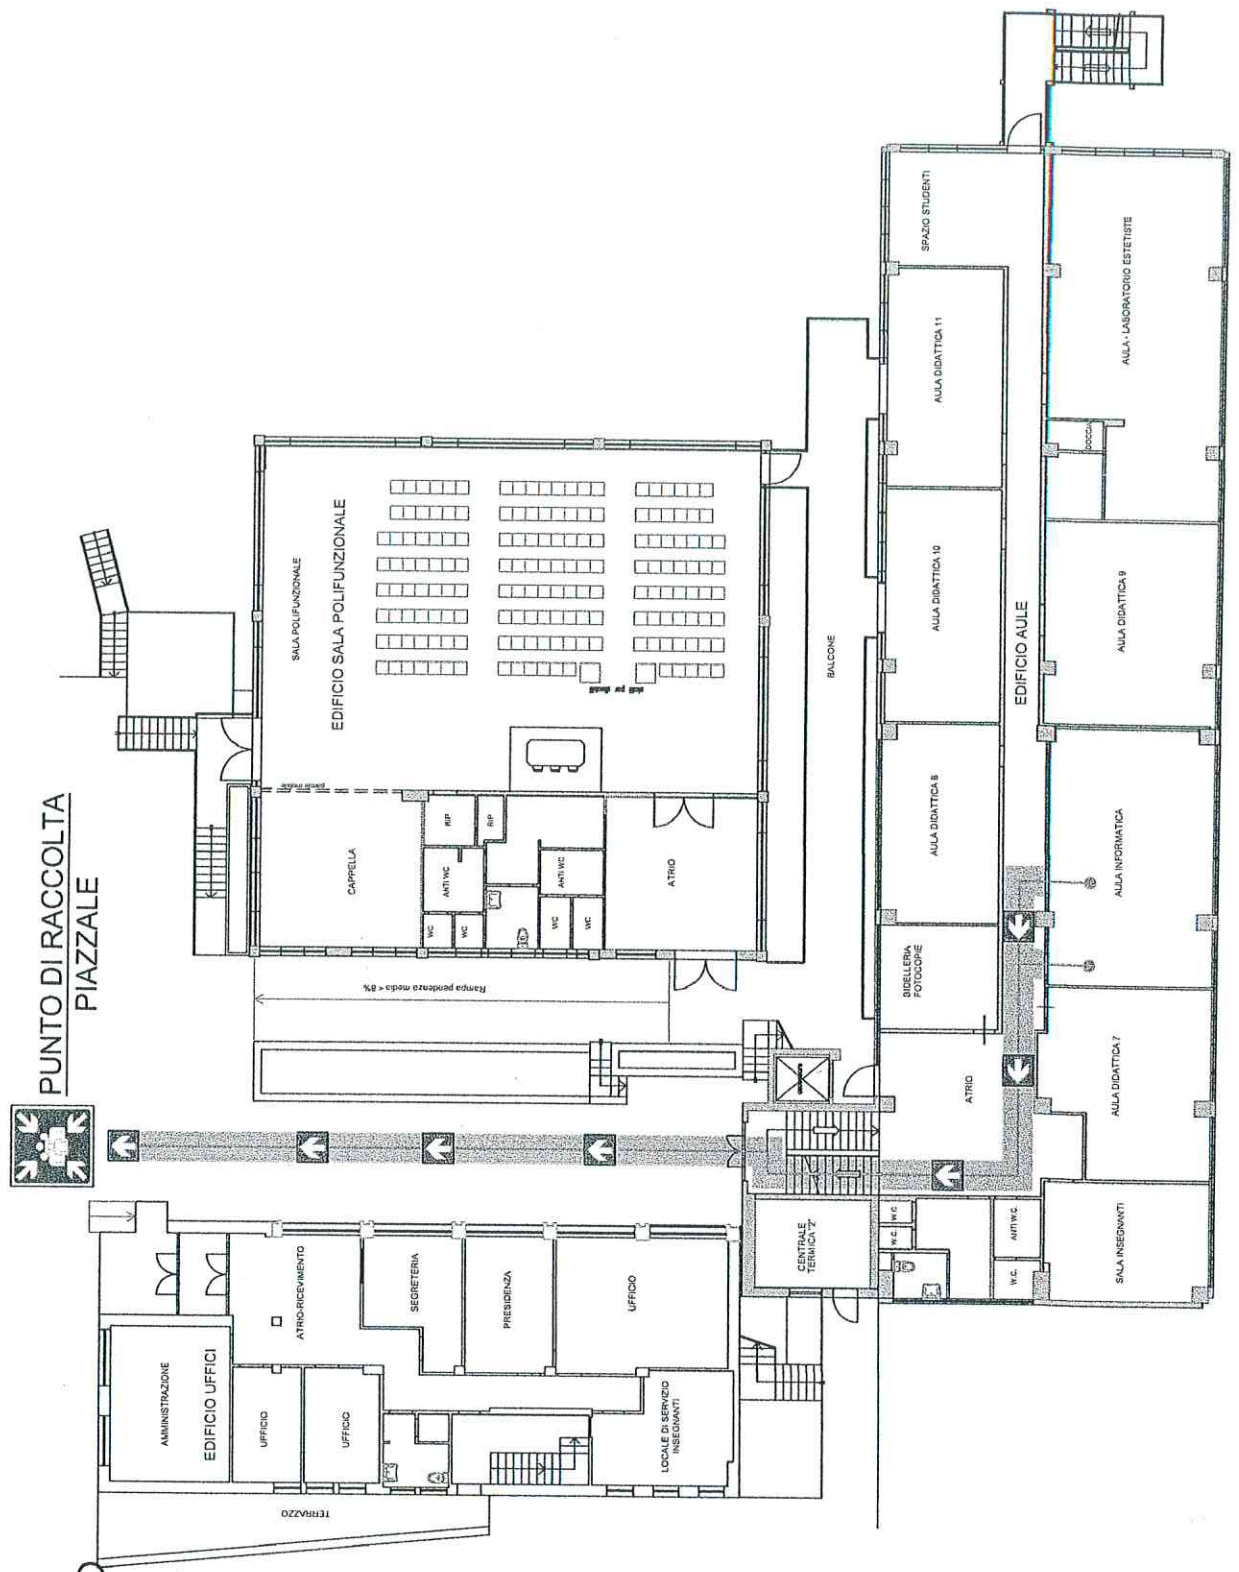 PUNTO DI RACCOLTA
PIAZZALE
EDIFICIO SALA POLIFUNZIONALE
SALA POLIFUNZIONALE
parete mobile
CAPPELLA
RIP
RIP
ANTI WC
WC
WC
ANTI WC
WC
WC
ATRIO
Rampa pendenza media < 8%
BALCONE
EDIFICIO AULE
SPAZIO STUDENTI
AULA DIDATTICA 11
AULA DIDATTICA 10
AULA DIDATTICA 8
BIDELLERIA
FOTOCOPIE
ATRIO
AULA - LABORATORIO ESTETISTE
DOCCIA
AULA DIDATTICA 9
AULA INFORMATICA
AULA DIDATTICA 7
SALA INSEGNANTI
W.C.
W.C.
ANTI W.C.
W.C.
CENTRALE
TERMICA "2"
EDIFICIO UFFICI
AMMINISTRAZIONE
ATRIO-RICEVIMENTO
SEGRETERIA
PRESIDENZA
UFFICIO
UFFICIO
UFFICIO
LOCALE DI SERVIZIO
INSEGNANTI
TERRAZZO